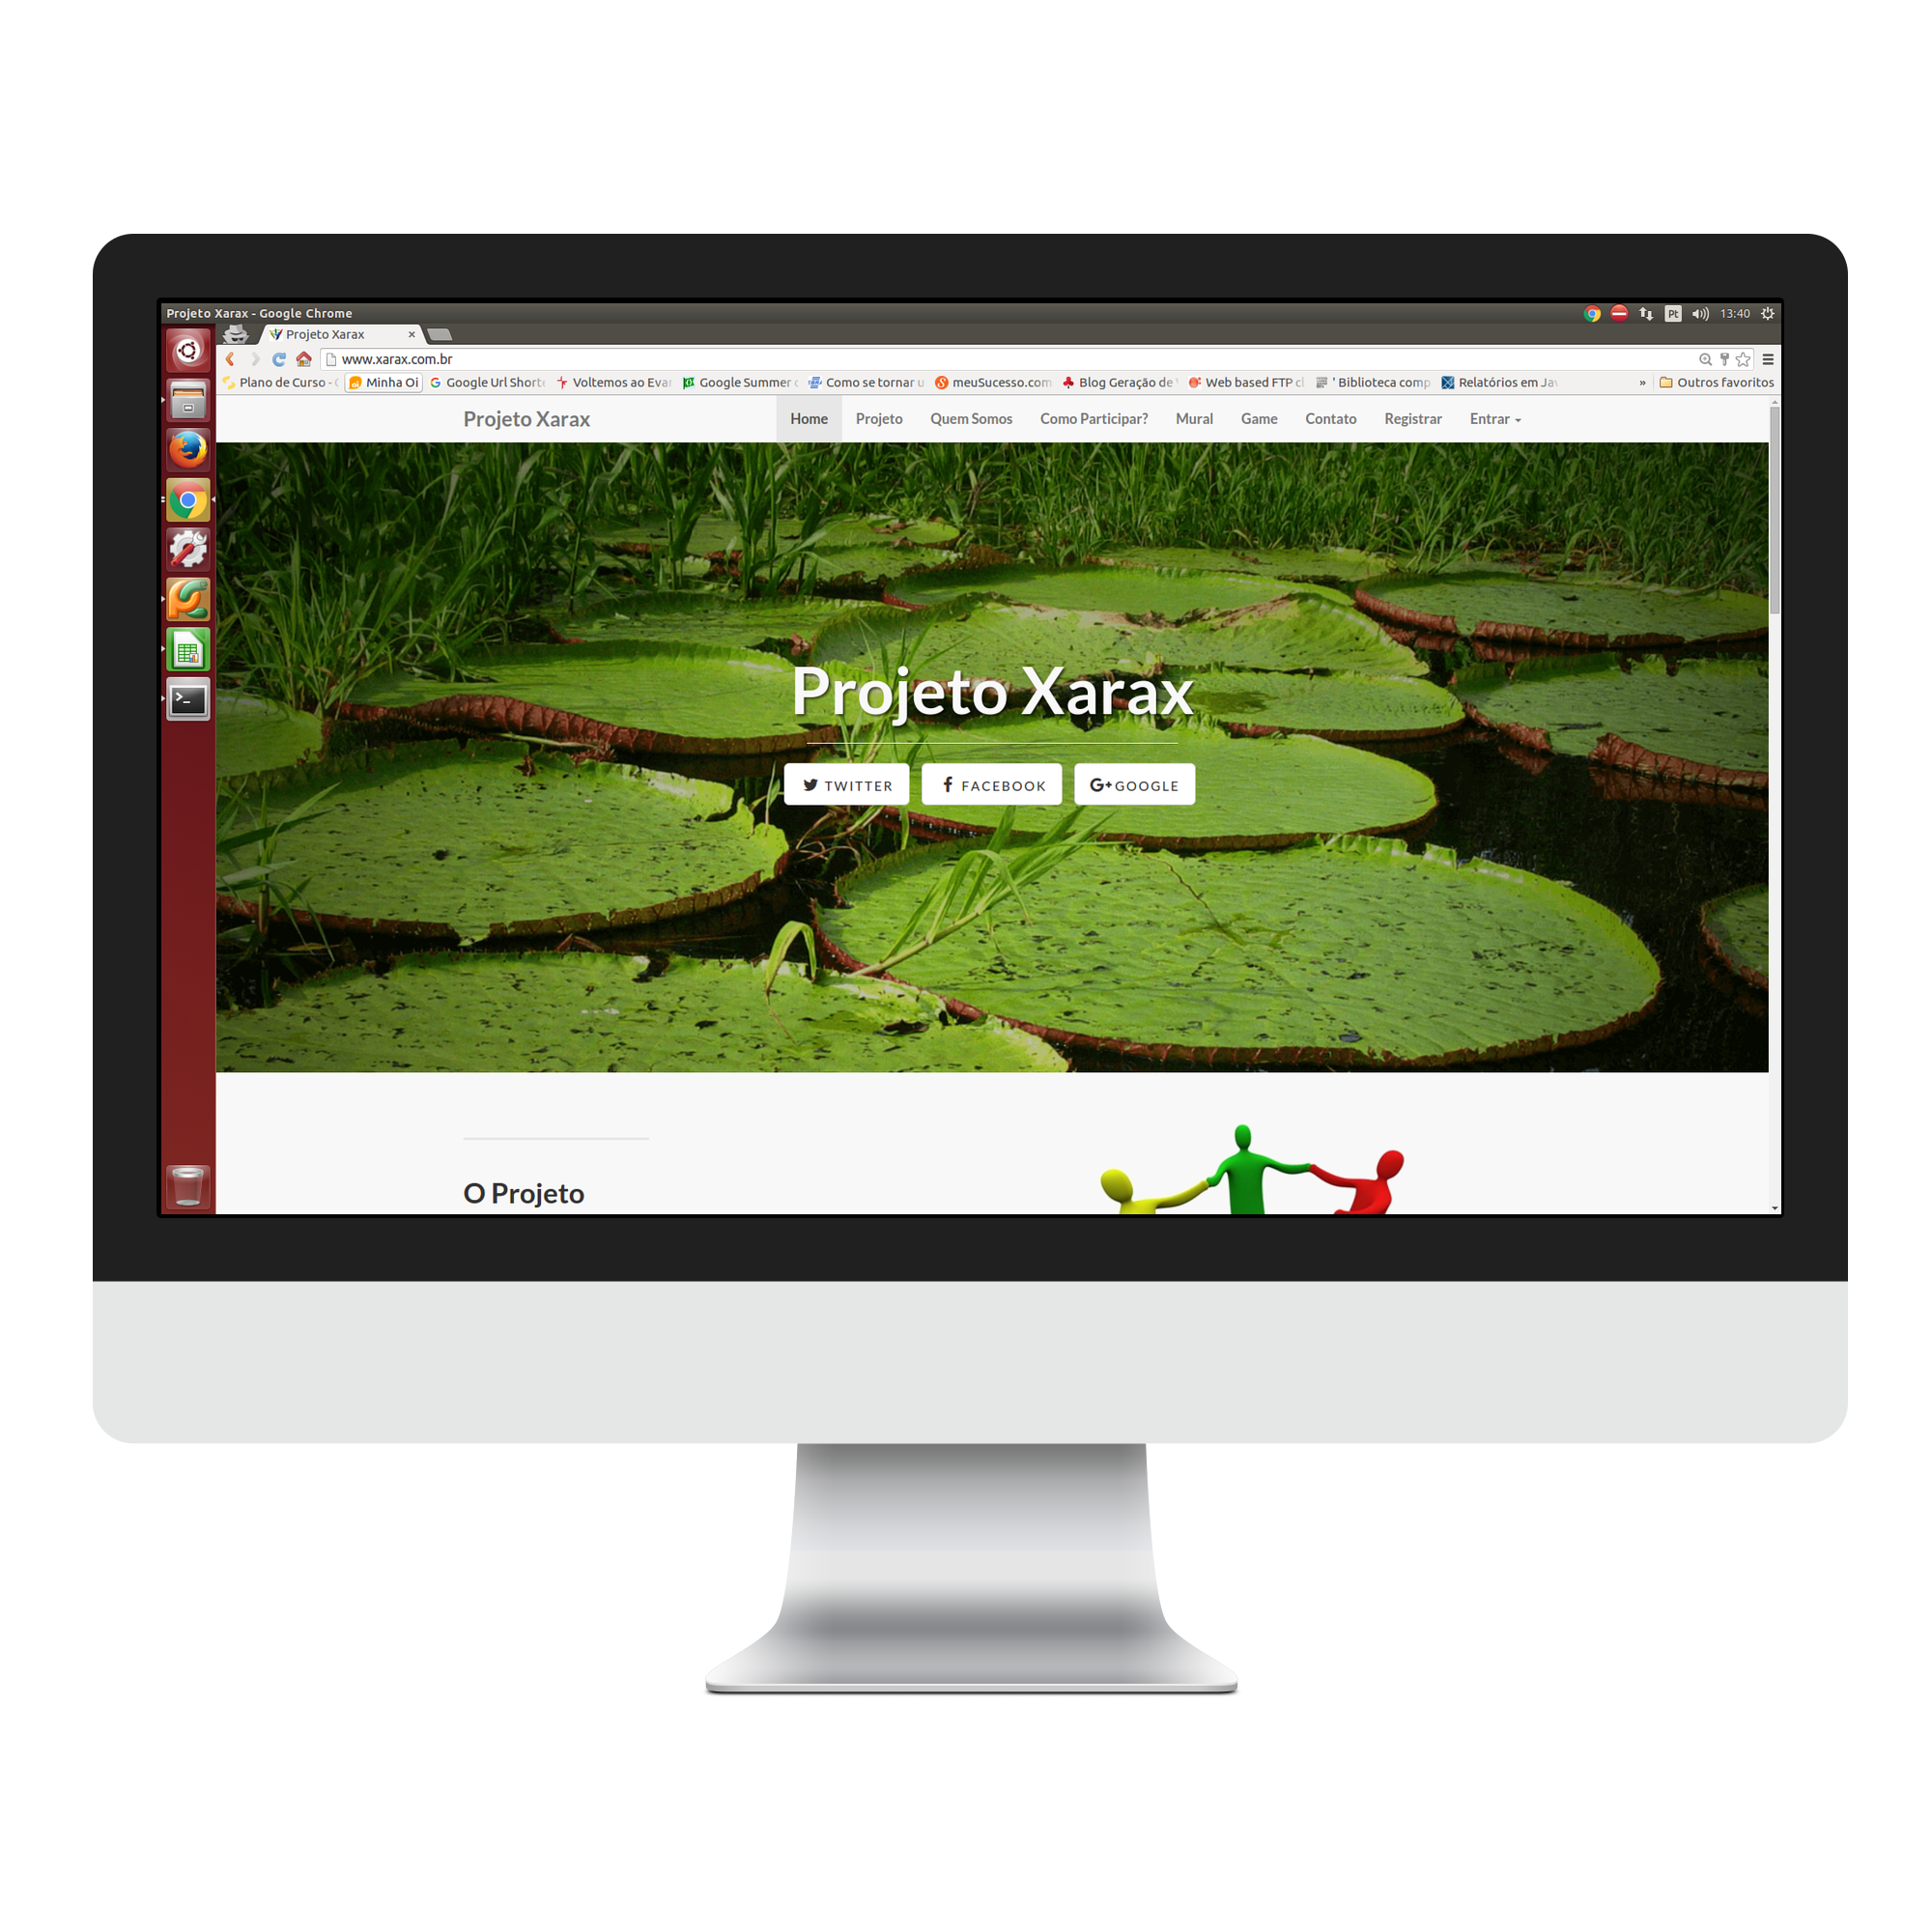 Projeto Xarax - Google Chrome
Pt
13:40
Projeto Xarax
www.xarax.com.br
Plano de Curso -
Minha Oi
Google Url Short
Voltemos ao Eva
Google Summer
Como se tornar u
meuSucesso.com
Blog Geração de
Web based FTP cl
' Biblioteca comp
Relatórios em Ja
»
Outros favoritos
Projeto Xarax
Home
Projeto
Quem Somos
Como Participar?
Mural
Game
Contato
Registrar
Entrar
Projeto Xarax
TWITTER
FACEBOOK
G+ GOOGLE
O Projeto